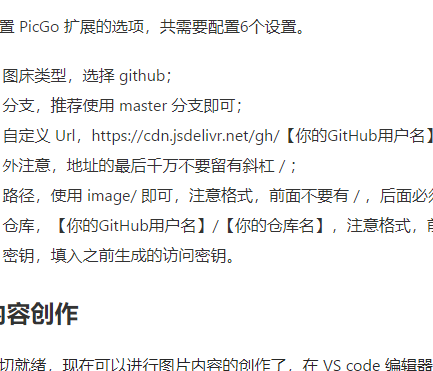 置 PicGo 扩展的选项，共需要配置6个设置。
图床类型，选择 github；
分支，推荐使用 master 分支即可；
自定义 Url，https://cdn.jsdelivr.net/gh/【你的GitHub用户名】
外注意，地址的最后千万不要留有斜杠 / ；
路径，使用 image/ 即可，注意格式，前面不要有 / ，后面必须
仓库，【你的GitHub用户名】/【你的仓库名】，注意格式，前
密钥，填入之前生成的访问密钥。
内容创作
切就绪，现在可以进行图片内容的创作了，在 VS code 编辑器